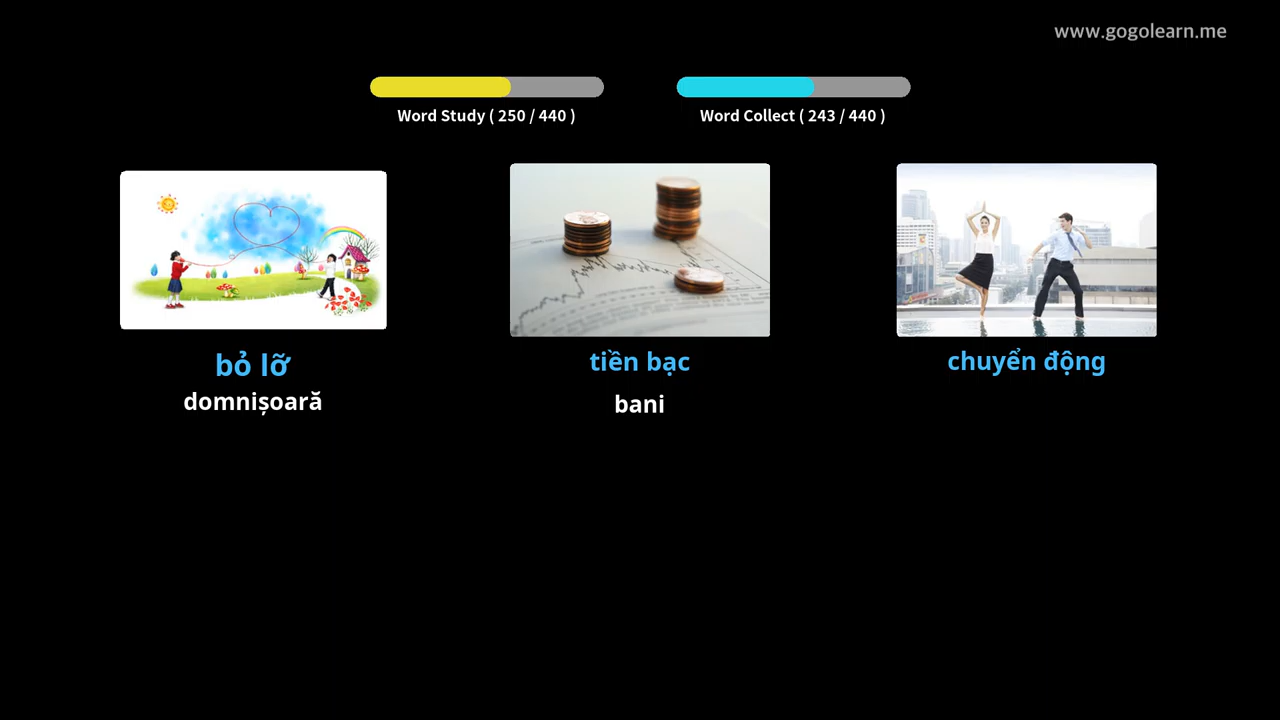 www.gogolearn.me
Word Study ( 250 / 440 )
Word Collect ( 243 / 440 )
bỏ lỡ
domnișoară
tiền bạc
bani
chuyển động